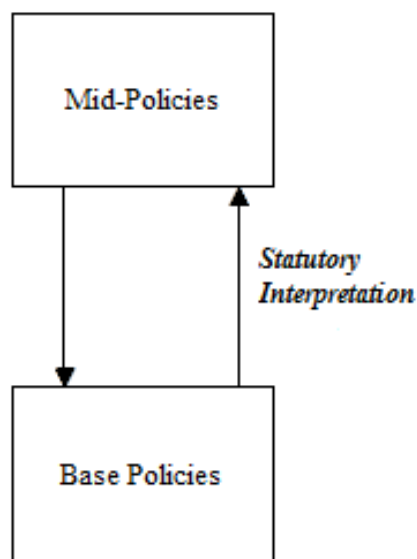 Mid-Policies
Statutory
Interpretation
Base Policies